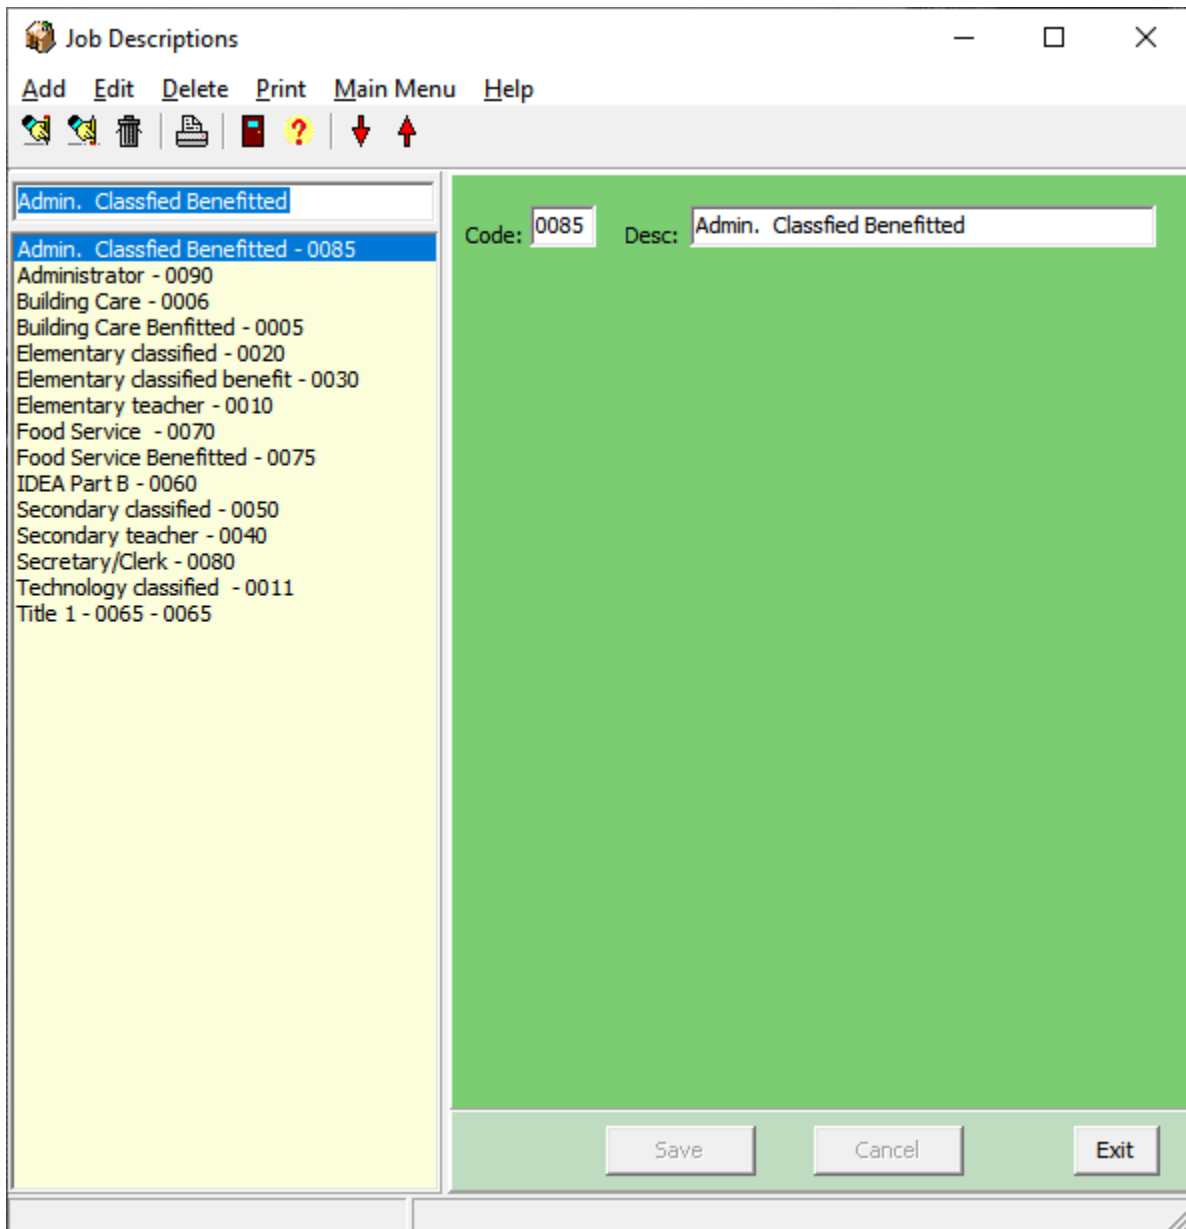 Job Descriptions
Add Edit Delete Print Main Menu Help
Admin.  Classfied Benefitted
Admin.  Classfied Benefitted - 0085
Administrator - 0090
Building Care - 0006
Building Care Benfitted - 0005
Elementary classified - 0020
Elementary classified benefit - 0030
Elementary teacher - 0010
Food Service  - 0070
Food Service Benefitted - 0075
IDEA Part B - 0060
Secondary classified - 0050
Secondary teacher - 0040
Secretary/Clerk - 0080
Technology classified  - 0011
Title 1 - 0065 - 0065
Code: 0085 Desc: Admin.  Classfied Benefitted
Save Cancel Exit